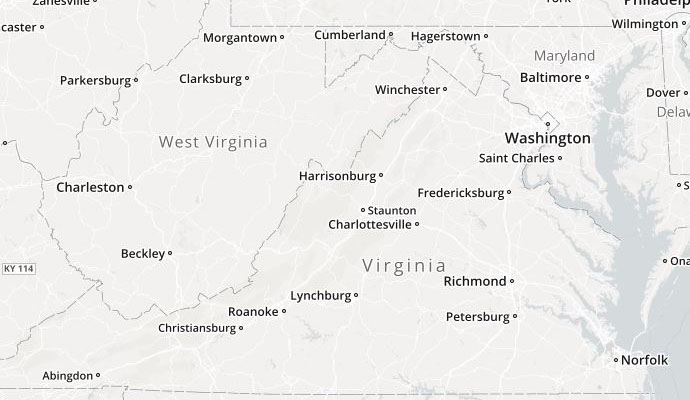 Zanesville
York
Philadelphia
Wilmington
caster
Morgantown
Cumberland
Hagerstown
Maryland
Parkersburg
Clarksburg
Baltimore
Winchester
Dover
Delaw
West Virginia
Washington
Saint Charles
Harrisonburg
Charleston
Fredericksburg
S
Staunton
Charlottesville
Beckley
Virginia
Ona
KY 114
Richmond
Lynchburg
Roanoke
Petersburg
Christiansburg
Norfolk
Abingdon